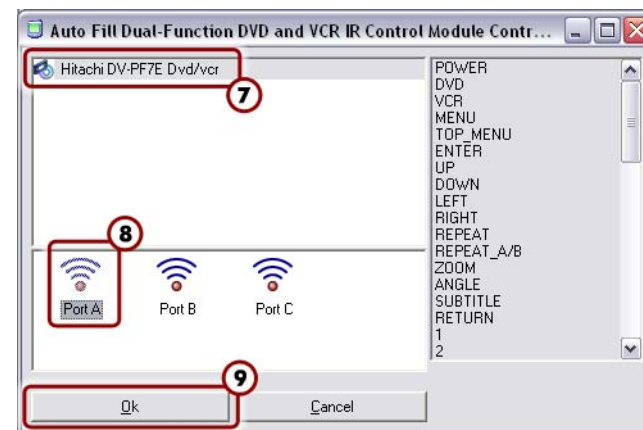 Auto Fill Dual-Function DVD and VCR IR Control Module Contr...
Hitachi DV-PF7E Dvd/vcr
7
POWER
DVD
VCR
MENU
TOP_MENU
ENTER
UP
DOWN
LEFT
RIGHT
REPEAT
REPEAT_A/B
ZOOM
ANGLE
SUBTITLE
RETURN
1
2
8
Port A Port B Port C
9
Ok Cancel